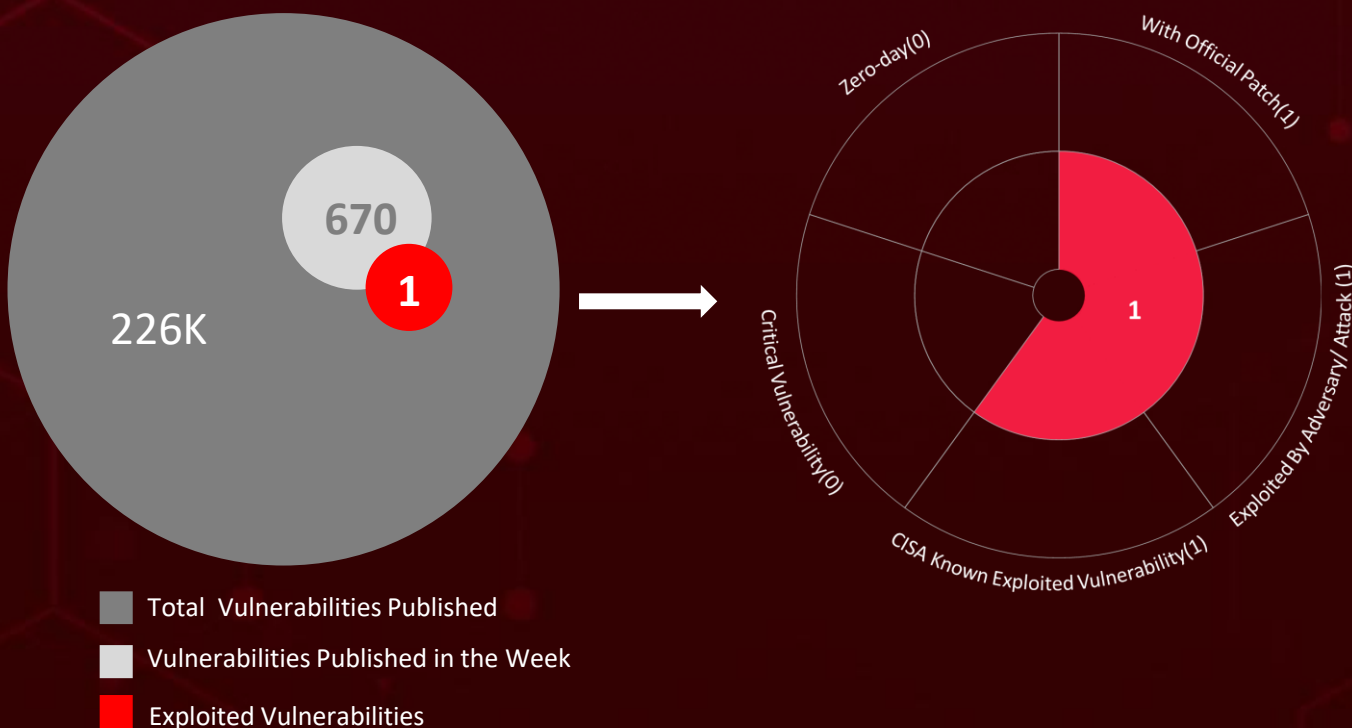 226K
670
1
Total Vulnerabilities Published
Vulnerabilities Published in the Week
Exploited Vulnerabilities
Zero-day(0)
With Official Patch(1)
Exploited By Adversary/ Attack (1)
CISA Known Exploited Vulnerability(1)
Critical Vulnerability(0)
1